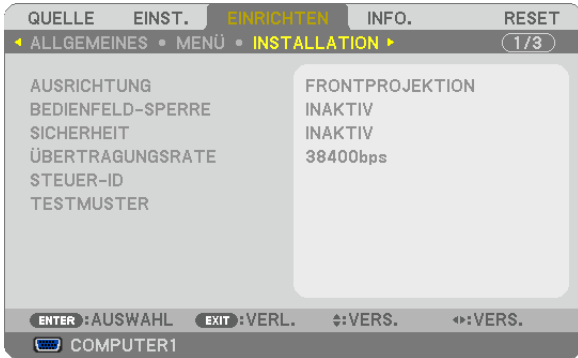 QUELLE EINST. EINRICHTEN INFO. RESET
ALLGEMEINES • MENÜ • INSTALLATION 1/3
AUSRICHTUNG FRONTPROJEKTION
BEDIENFELD-SPERRE INAKTIV
SICHERHEIT INAKTIV
ÜBERTRAGUNGSRATE 38400bps
STEUER-ID
TESTMUSTER
ENTER :AUSWAHL EXIT :VERL. :VERS. :VERS.
COMPUTER1